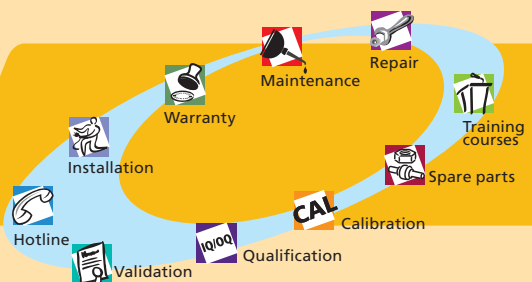 Repair
Maintenance
Warranty
Training
courses
Installation
Spare parts
CAL
Calibration
Hotline
IQ/OQ
Qualification
Validation